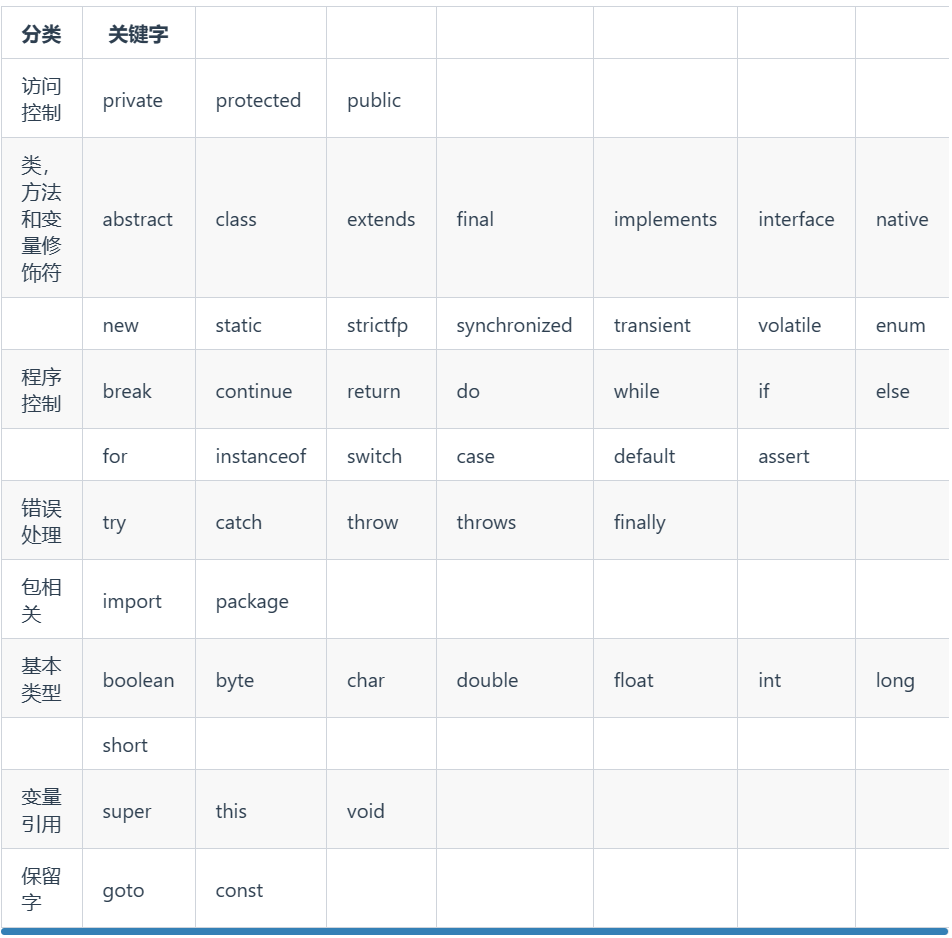 分类 关键字
访问
控制
private protected public
类，
方法
和变
量修
饰符
abstract class extends final implements interface native
new static strictfp synchronized transient volatile enum
程序
控制
break continue return do while if else
for instanceof switch case default assert
错误
处理
try catch throw throws finally
包相
关
import package
基本
类型
boolean byte char double float int long
short
变量
引用
super this void
保留
字
goto const